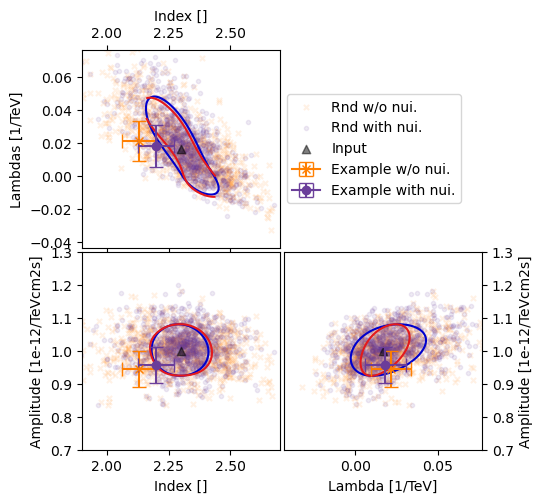 Index []
2.00 2.25 2.50
Lambdas [1/TeV]
0.06
0.04
0.02
0.00
−0.02
−0.04
Rnd w/o nui.
Rnd with nui.
Input
Example w/o nui.
Example with nui.
Amplitude [1e-12/TeVcm2s]
1.3
1.2
1.1
1.0
0.9
0.8
0.7
2.00 2.25 2.50
Index []
1.3
1.2
1.1
1.0
0.9
0.8
0.7
Amplitude [1e-12/TeVcm2s]
0.00 0.05
Lambda [1/TeV]